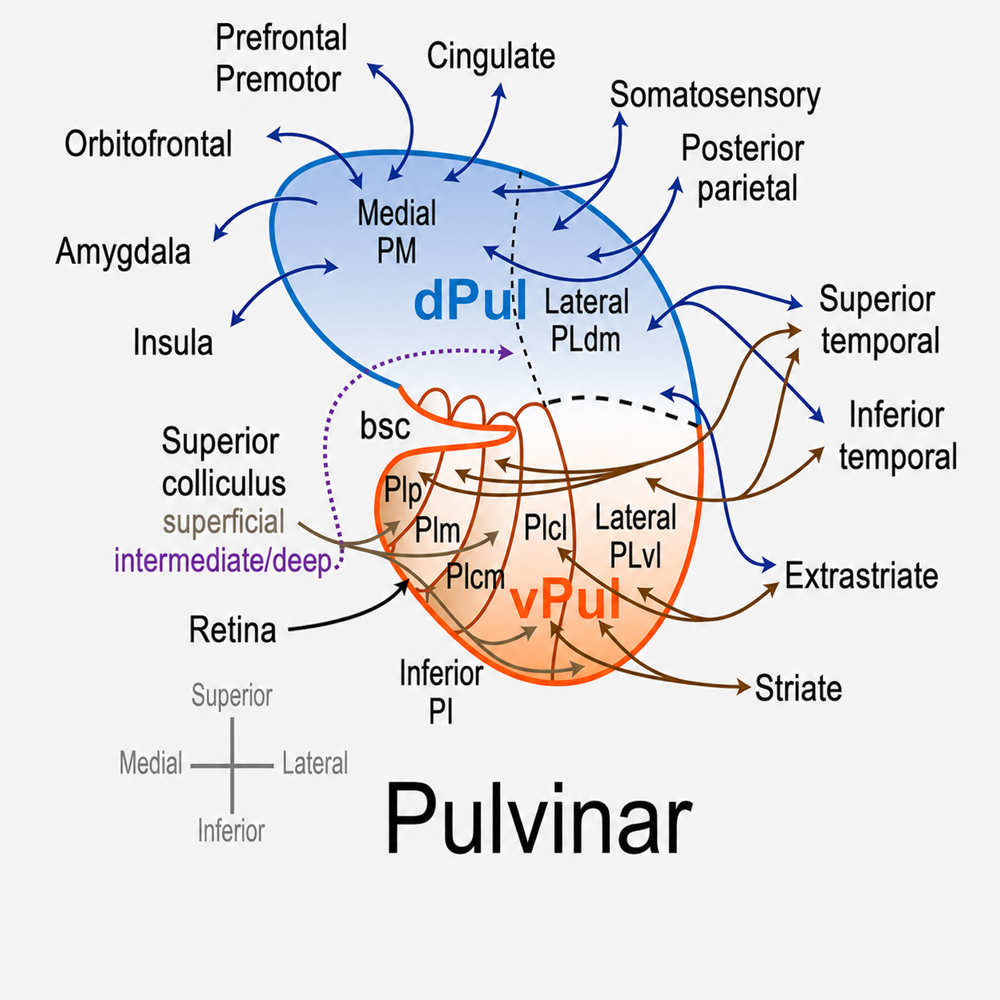 Prefrontal
Premotor
Cingulate
Somatosensory
Orbitofrontal
Posterior
parietal
Medial
PM
Amygdala
dPul
Lateral
PLdm
Superior
temporal
Insula
bsc
Inferior
temporal
Superior
colliculus
superficial
intermediate/deep
PIp
PIm
PIcl
Lateral
PLvl
PIcm
vPul
Extrastriate
Retina
Inferior
PI
Striate
Superior
Medial
Lateral
Inferior
Pulvinar